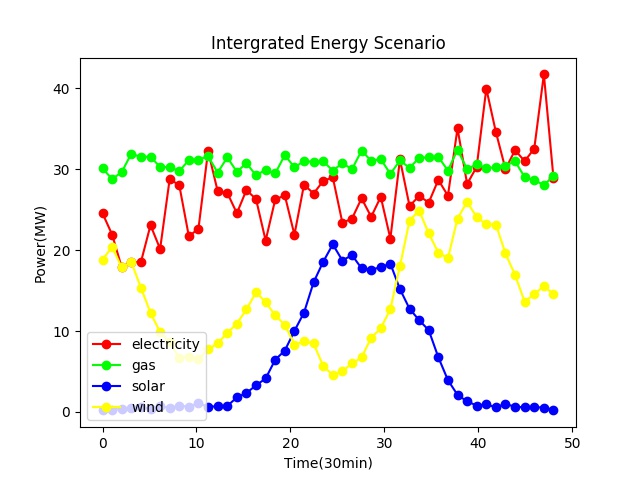 Intergrated Energy Scenario
Power(MW)
40
30
20
10
0
electricity
gas
solar
wind
0 10 20 30 40 50
Time(30min)